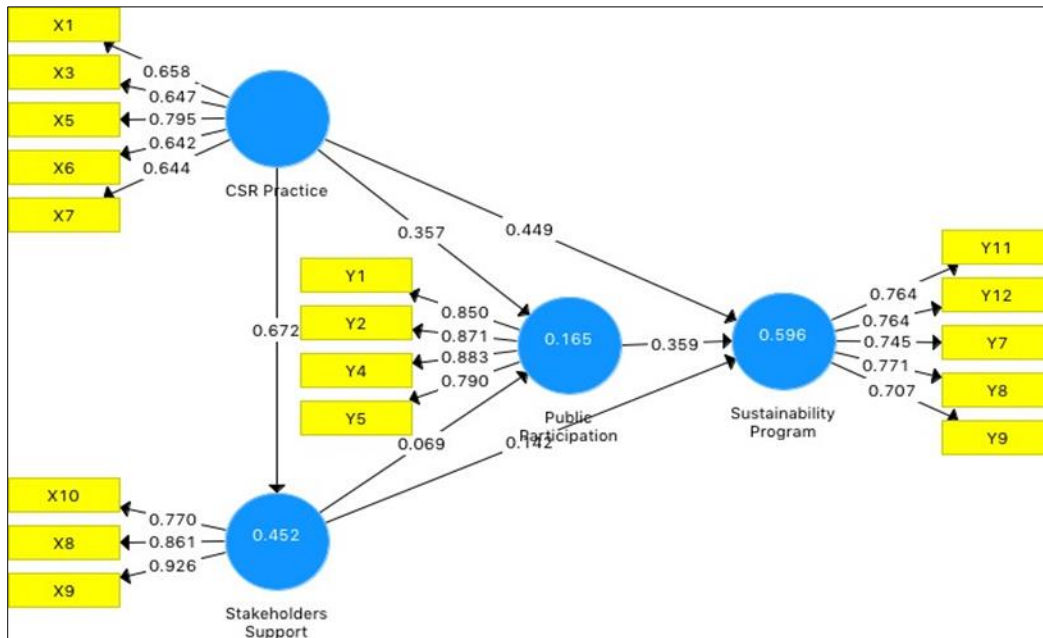 X1
X3
X5
X6
X7
0.658
0.647
0.795
0.642
0.644
CSR Practice
0.357
0.449
0.672
Y1
Y2
Y4
Y5
0.850
0.871
0.883
0.790
0.165
Public
Participation
0.359
0.596
Sustainability
Program
0.764
0.764
0.745
0.771
0.707
Y11
Y12
Y7
Y8
Y9
0.069
0.142
X10
X8
X9
0.770
0.861
0.926
0.452
Stakeholders
Support